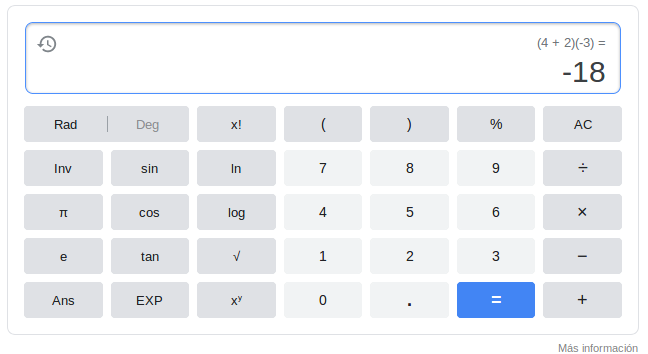 (4 + 2)(-3) =
-18
Rad Deg x! ( ) % AC
Inv sin ln 7 8 9 ÷
π cos log 4 5 6 ×
e tan √ 1 2 3 −
Ans EXP xʸ 0 . = +
Más información